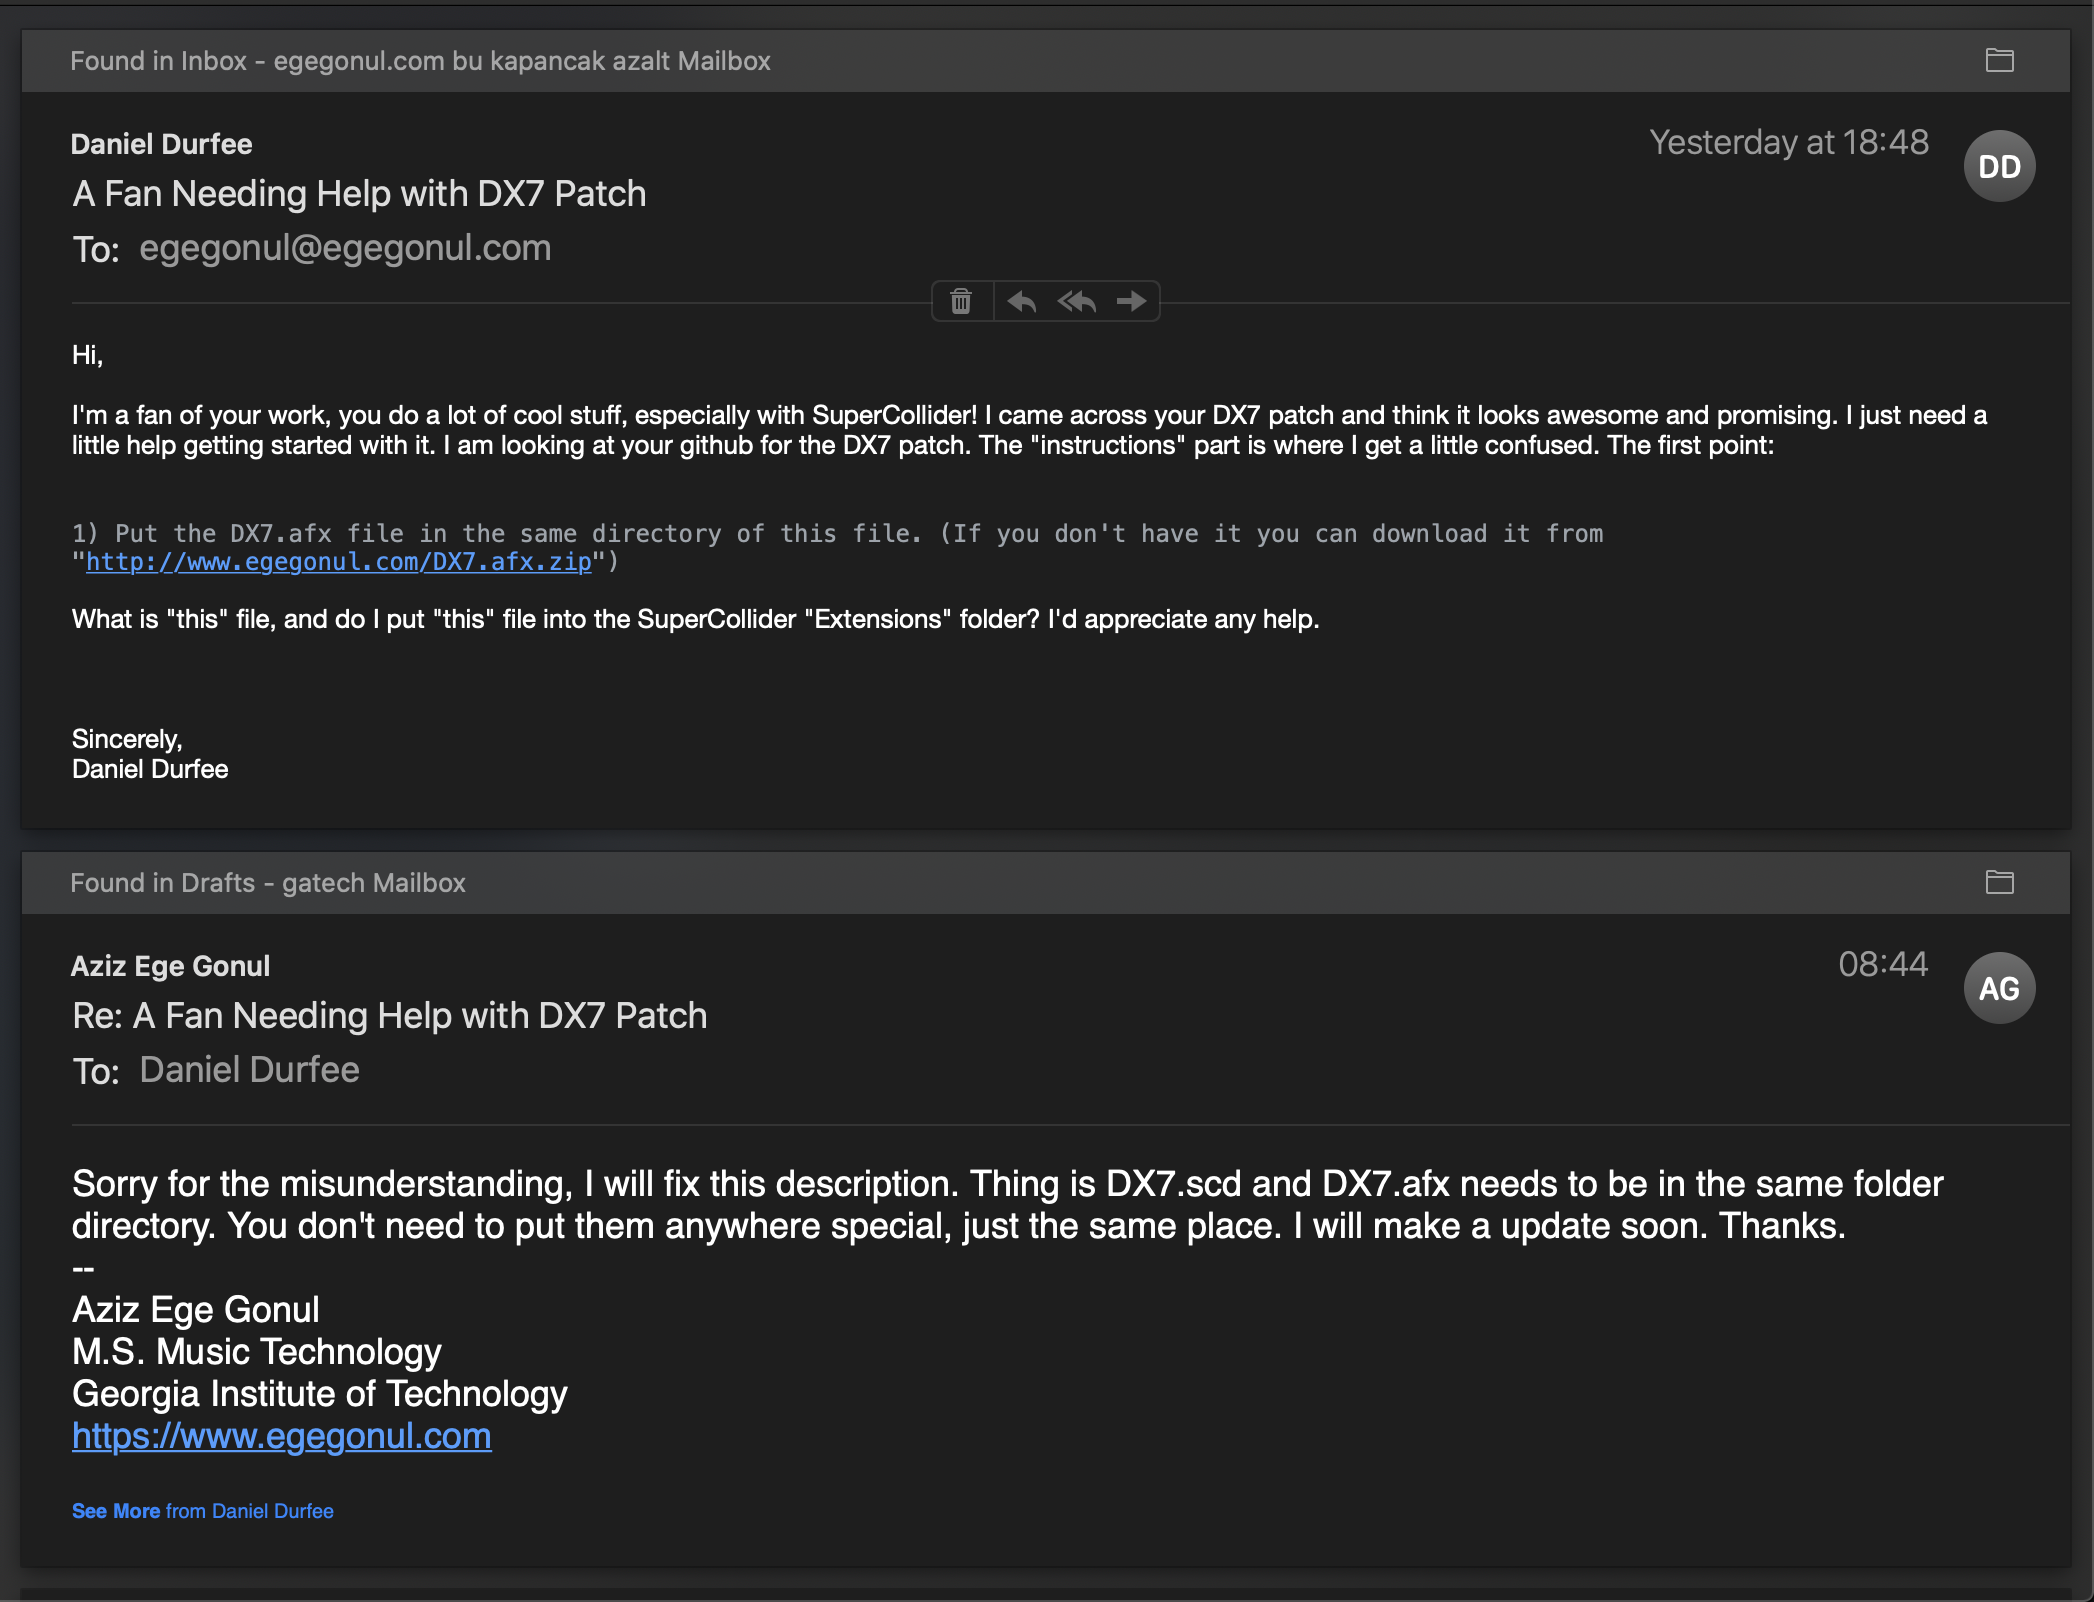 Found in Inbox - egegonul.com bu kapancak azalt Mailbox
Daniel Durfee
Yesterday at 18:48
DD
A Fan Needing Help with DX7 Patch
To: egegonul@egegonul.com
Hi,
I'm a fan of your work, you do a lot of cool stuff, especially with SuperCollider! I came across your DX7 patch and think it looks awesome and promising. I just need a
little help getting started with it. I am looking at your github for the DX7 patch. The "instructions" part is where I get a little confused. The first point:
1) Put the DX7.afx file in the same directory of this file. (If you don't have it you can download it from
"http://www.egegonul.com/DX7.afx.zip")
What is "this" file, and do I put "this" file into the SuperCollider "Extensions" folder? I'd appreciate any help.
Sincerely,
Daniel Durfee
Found in Drafts - gatech Mailbox
Aziz Ege Gonul
08:44
AG
Re: A Fan Needing Help with DX7 Patch
To: Daniel Durfee
Sorry for the misunderstanding, I will fix this description. Thing is DX7.scd and DX7.afx needs to be in the same folder
directory. You don't need to put them anywhere special, just the same place. I will make a update soon. Thanks.
--
Aziz Ege Gonul
M.S. Music Technology
Georgia Institute of Technology
https://www.egegonul.com
See More from Daniel Durfee